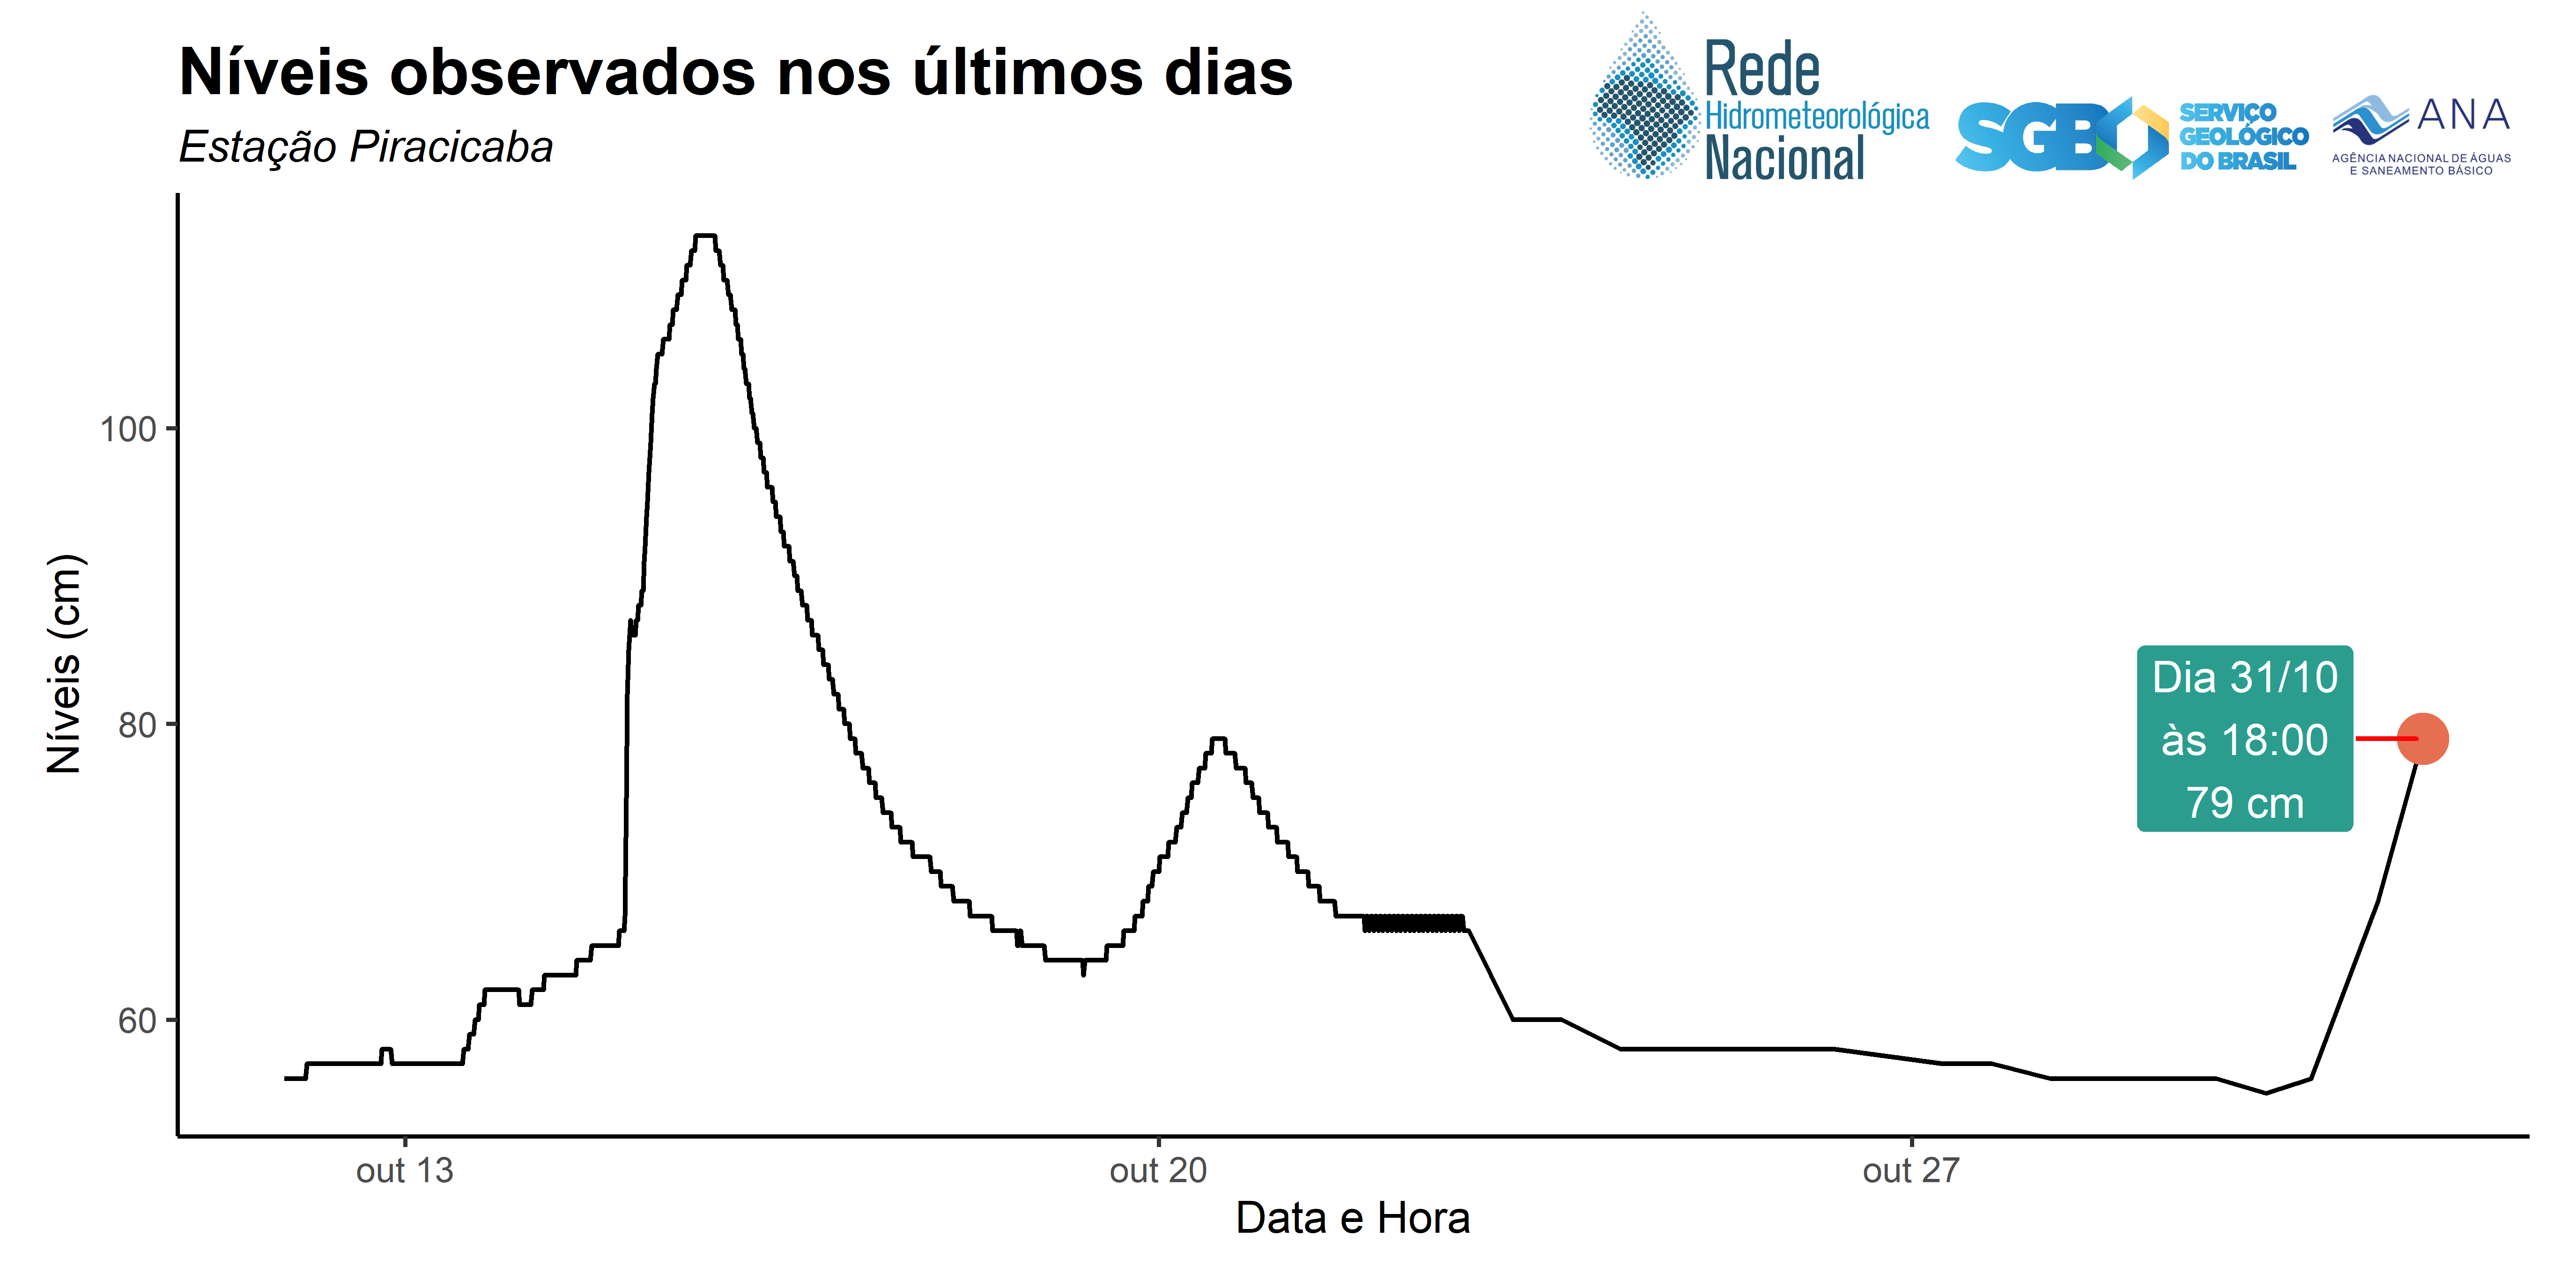 Níveis observados nos últimos dias
Estação Piracicaba
Rede
Hidrometeorológica
Nacional
SGB
SERVIÇO
GEOLÓGICO
DO BRASIL
ANA
AGÊNCIA NACIONAL DE ÁGUAS
E SANEAMENTO BÁSICO
Níveis (cm)
100
80
60
Dia 31/10
às 18:00
79 cm
out 13
out 20
out 27
Data e Hora